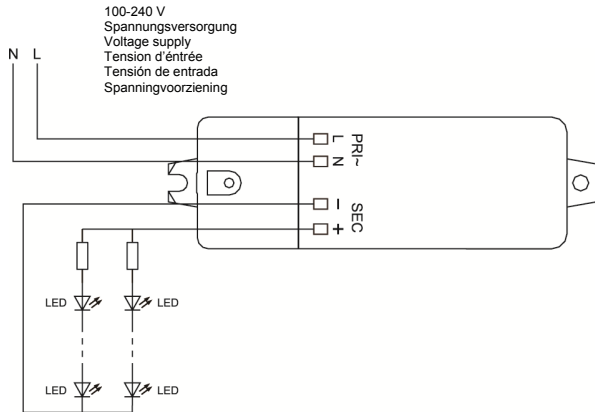 100-240 V
Spannungsversorgung
Voltage supply
Tension d'éntrée
Tensión de entrada
Spanningvoorziening
N L
L
N
PRI~
-
+
SEC
LED LED
LED LED